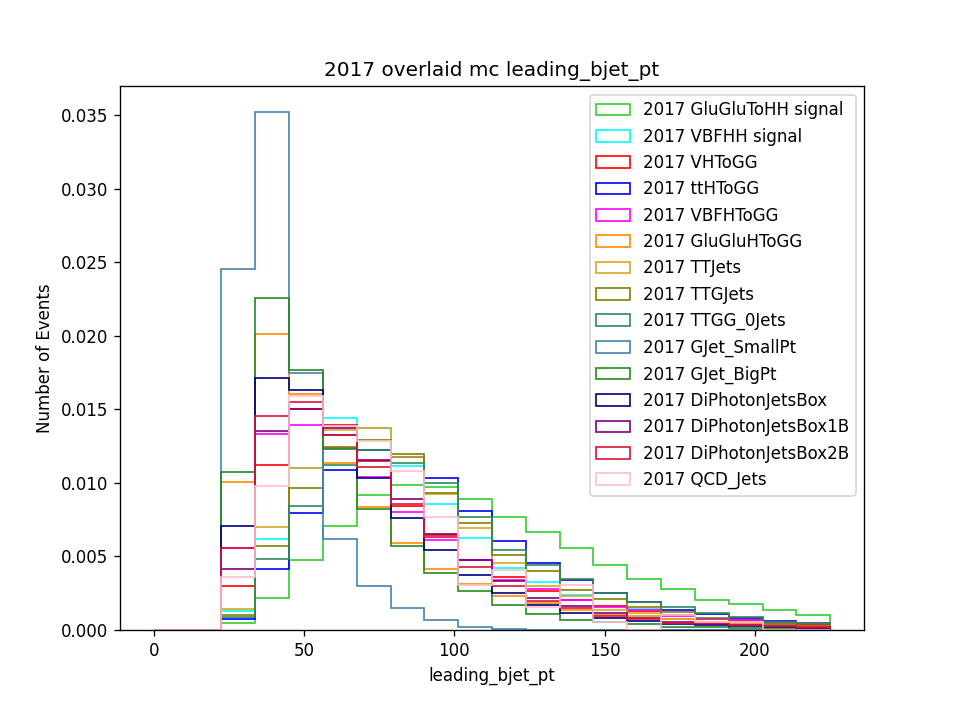 2017 overlaid mc leading_bjet_pt
2017 GluGluToHH signal
2017 VBFHH signal
2017 VHToGG
2017 ttHToGG
2017 VBFHToGG
2017 GluGluHToGG
2017 TTJets
2017 TTGJets
2017 TTGG_0Jets
2017 GJet_SmallPt
2017 GJet_BigPt
2017 DiPhotonJetsBox
2017 DiPhotonJetsBox1B
2017 DiPhotonJetsBox2B
2017 QCD_Jets
Number of Events
0.035
0.030
0.025
0.020
0.015
0.010
0.005
0.000
0 50 100 150 200
leading_bjet_pt